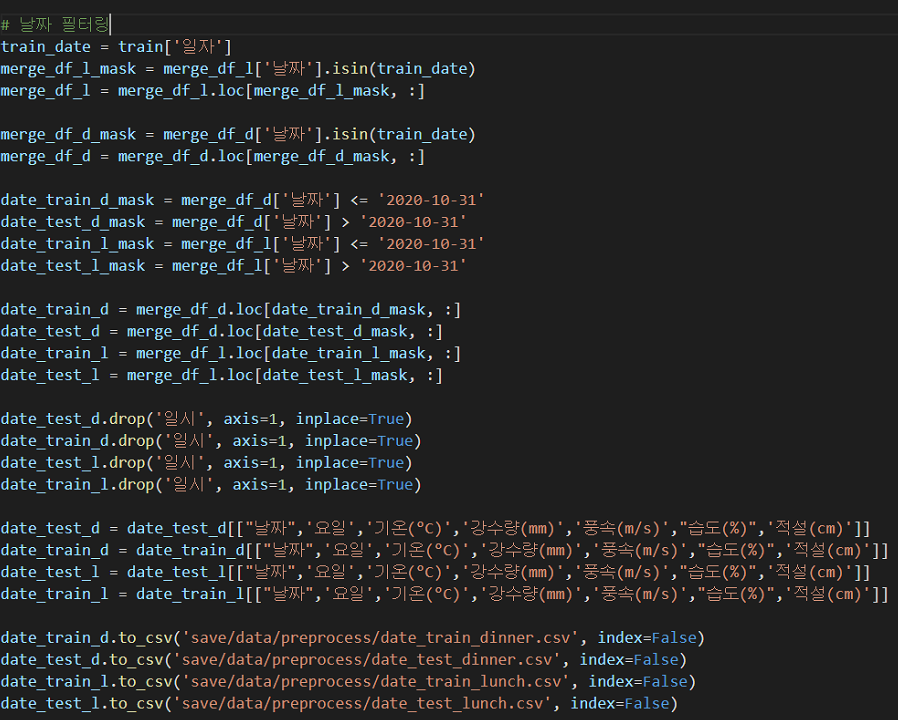 # 날짜 필터링
train_date = train['일자']
merge_df_l_mask = merge_df_l['날짜'].isin(train_date)
merge_df_l = merge_df_l.loc[merge_df_l_mask, :]
merge_df_d_mask = merge_df_d['날짜'].isin(train_date)
merge_df_d = merge_df_d.loc[merge_df_d_mask, :]
date_train_d_mask = merge_df_d['날짜'] <= '2020-10-31'
date_test_d_mask = merge_df_d['날짜'] > '2020-10-31'
date_train_l_mask = merge_df_l['날짜'] <= '2020-10-31'
date_test_l_mask = merge_df_l['날짜'] > '2020-10-31'
date_train_d = merge_df_d.loc[date_train_d_mask, :]
date_test_d = merge_df_d.loc[date_test_d_mask, :]
date_train_l = merge_df_l.loc[date_train_l_mask, :]
date_test_l = merge_df_l.loc[date_test_l_mask, :]
date_test_d.drop('일시', axis=1, inplace=True)
date_train_d.drop('일시', axis=1, inplace=True)
date_test_l.drop('일시', axis=1, inplace=True)
date_train_l.drop('일시', axis=1, inplace=True)
date_test_d = date_test_d[["날짜",'요일','기온(°C)','강수량(mm)','풍속(m/s)',"습도(%)",'적설(cm)']]
date_train_d = date_train_d[["날짜",'요일','기온(°C)','강수량(mm)','풍속(m/s)',"습도(%)",'적설(cm)']]
date_test_l = date_test_l[["날짜",'요일','기온(°C)','강수량(mm)','풍속(m/s)',"습도(%)",'적설(cm)']]
date_train_l = date_train_l[["날짜",'요일','기온(°C)','강수량(mm)','풍속(m/s)',"습도(%)",'적설(cm)']]
date_train_d.to_csv('save/data/preprocess/date_train_dinner.csv', index=False)
date_test_d.to_csv('save/data/preprocess/date_test_dinner.csv', index=False)
date_train_l.to_csv('save/data/preprocess/date_train_lunch.csv', index=False)
date_test_l.to_csv('save/data/preprocess/date_test_lunch.csv', index=False)